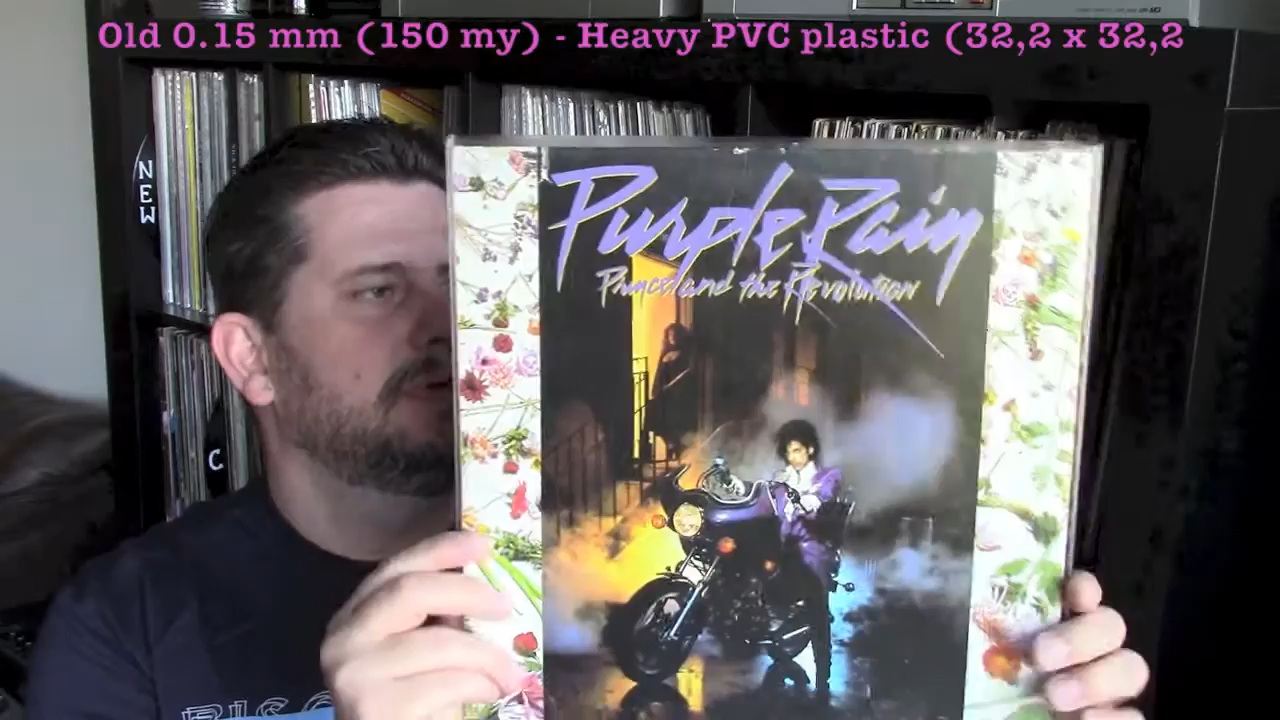 Old 0.15 mm (150 my) - Heavy PVC plastic (32,2 x 32,2
NEW
Purple Rain
Prince and the Revolution
C